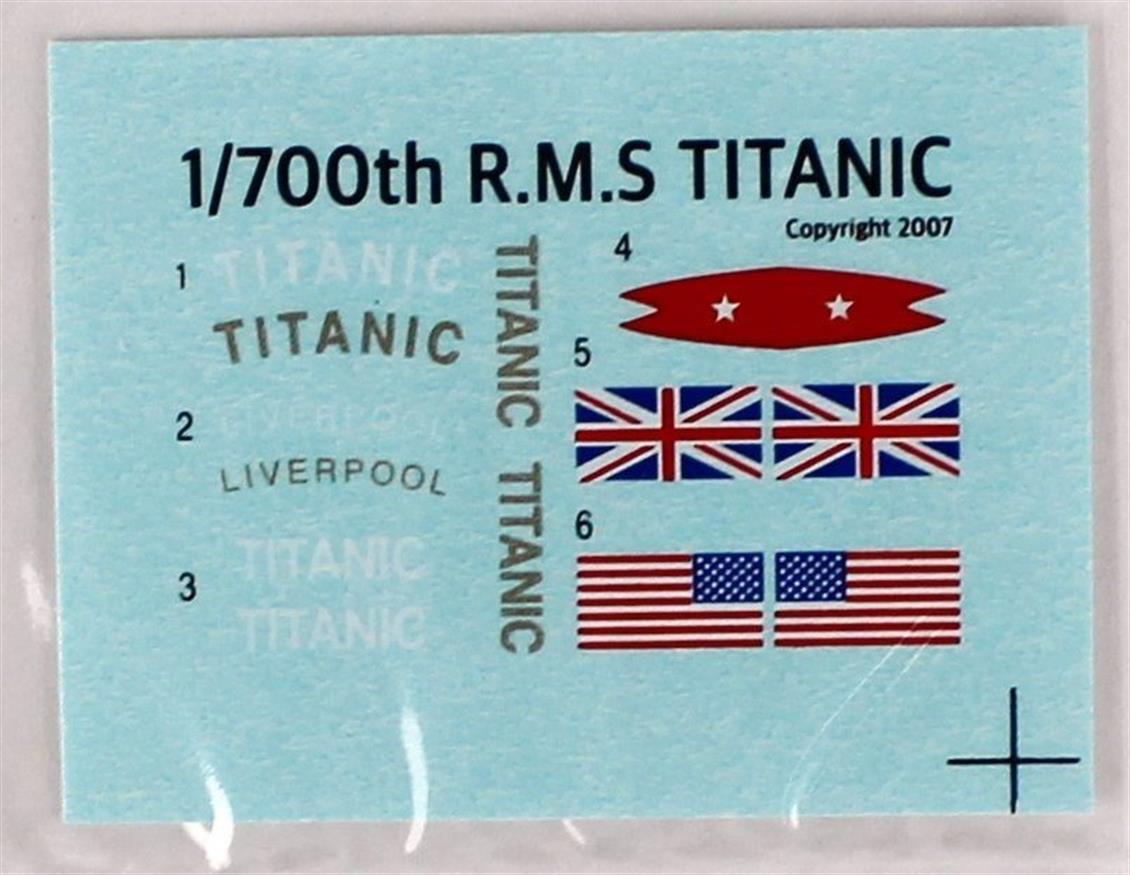 1/700th R.M.S TITANIC
Copyright 2007
1
TITANIC
TITANIC
2
LIVERPOOL
LIVERPOOL
3
TITANIC
TITANIC
TITANIC
TITANIC
4
5
6